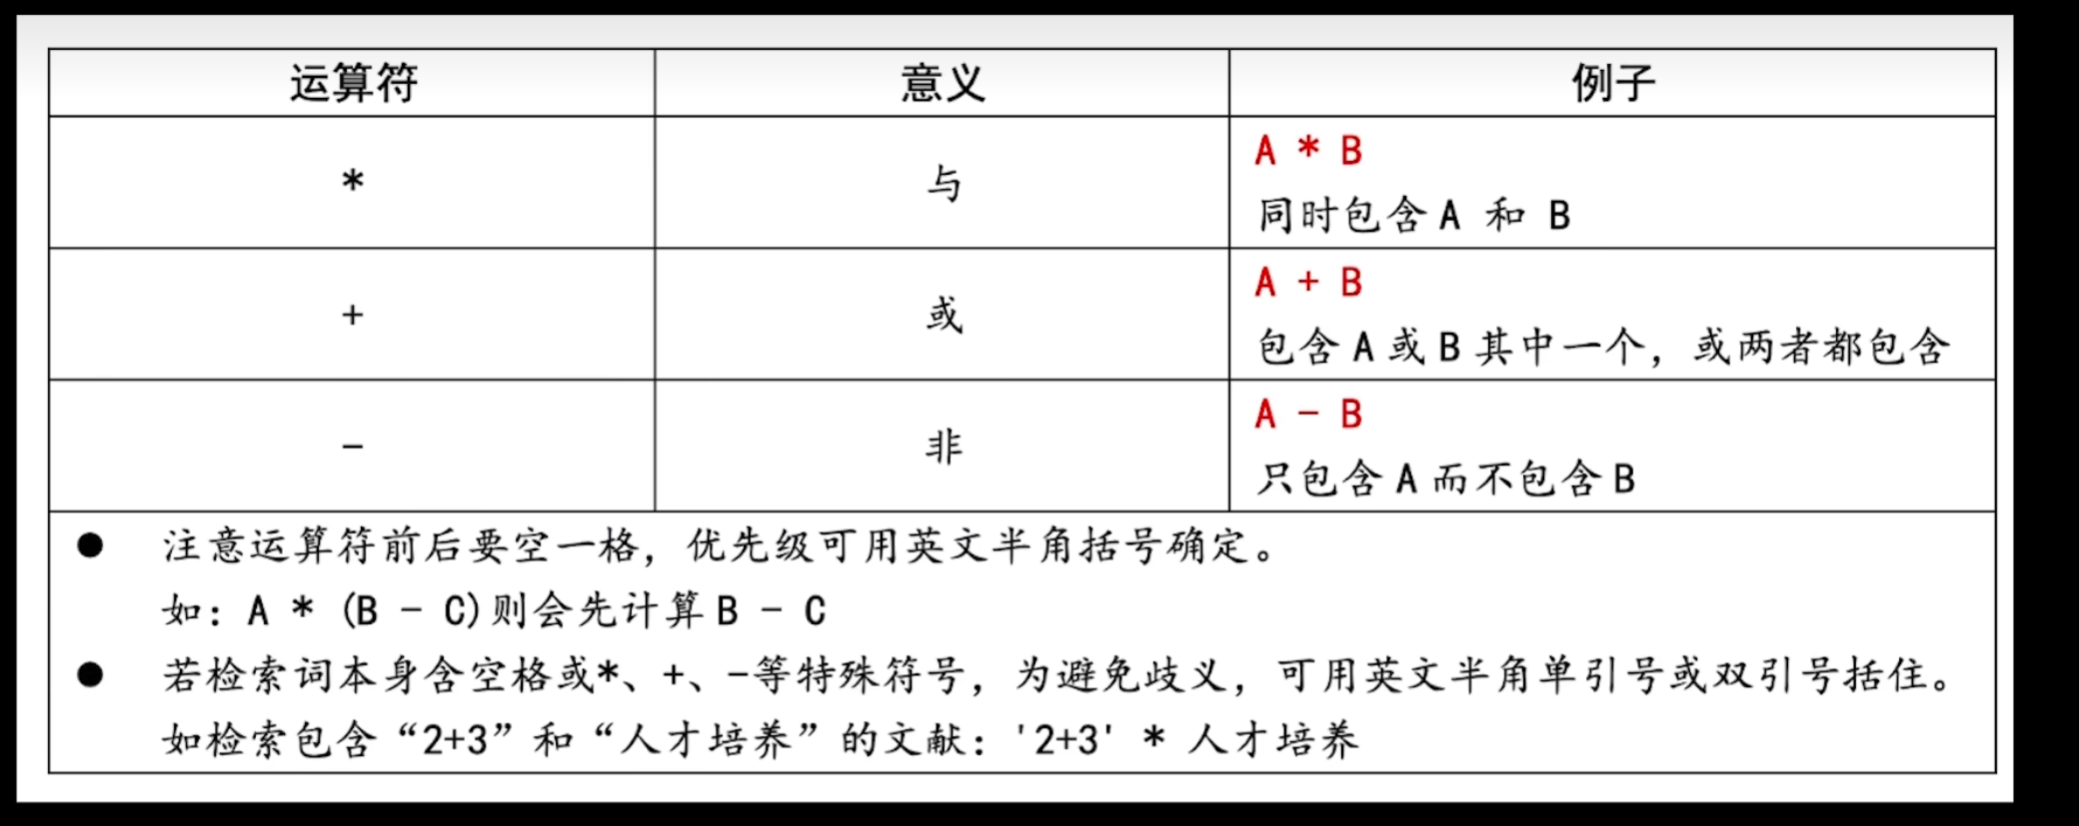 运算符 意义 例子
* 与 A * B
同时包含 A 和 B
+ 或 A + B
包含 A 或 B 其中一个，或两者都包含
- 非 A - B
只包含 A 而不包含 B
● 注意运算符前后要空一格，优先级可用英文半角括号确定。
如：A * (B - C)则会先计算 B - C
● 若检索词本身含空格或*、+、-等特殊符号，为避免歧义，可用英文半角单引号或双引号括住。
如检索包含“2+3”和“人才培养”的文献：'2+3' * 人才培养